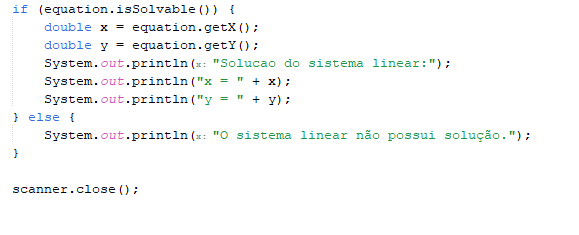 if (equation.isSolvable()) {
double x = equation.getX();
double y = equation.getY();
System.out.println(x: "Solucao do sistema linear:");
System.out.println("x = " + x);
System.out.println("y = " + y);
} else {
System.out.println(x: "O sistema linear não possui solução.");
}
scanner.close();